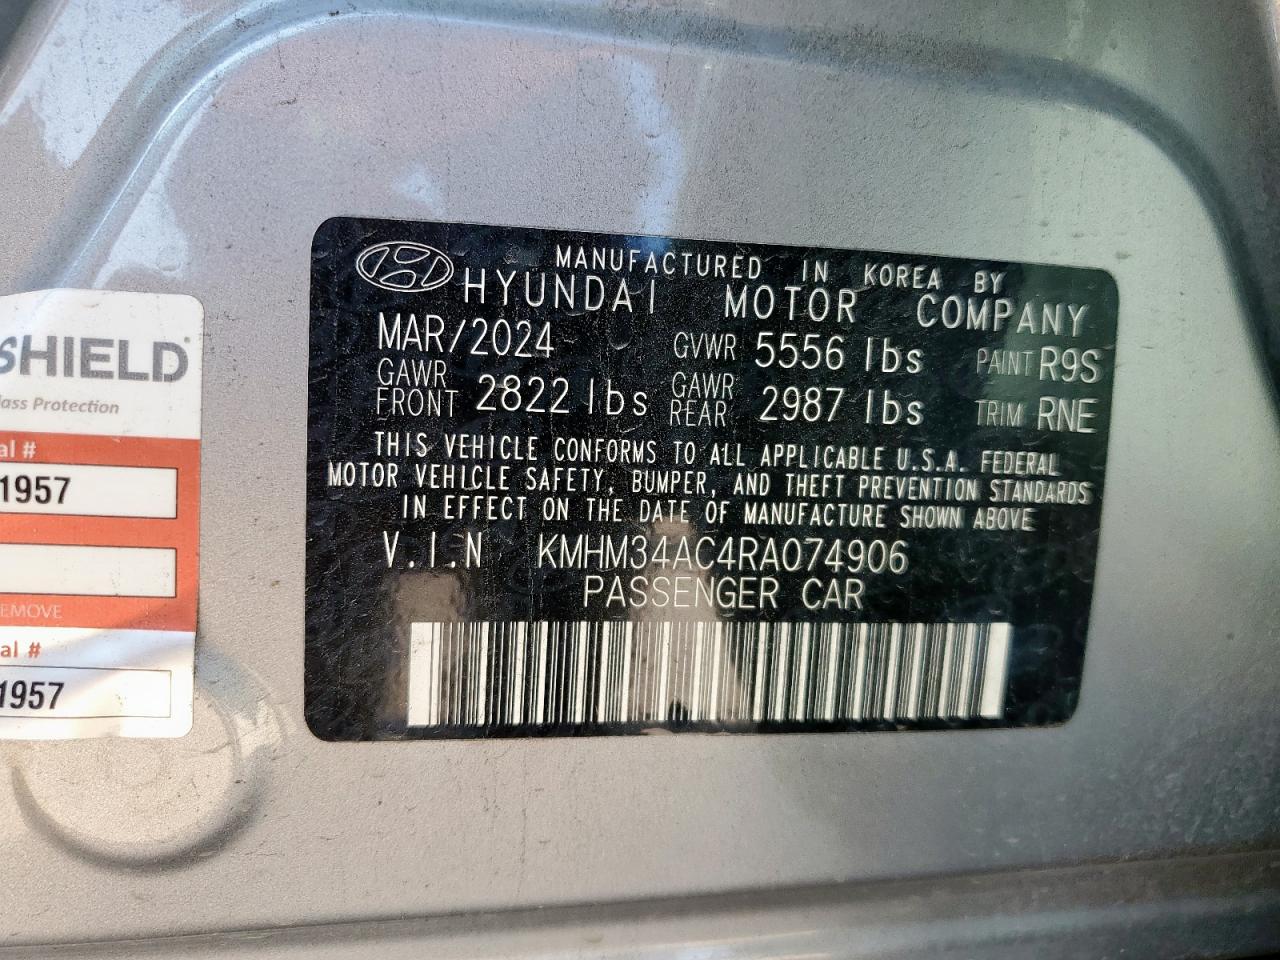 MANUFACTURED IN KOREA BY
HYUNDAI MOTOR COMPANY
MAR/2024 GVWR 5556 lbs PAINT R9S
GAWR FRONT 2822 lbs GAWR REAR 2987 lbs TRIM RNE
THIS VEHICLE CONFORMS TO ALL APPLICABLE U.S.A. FEDERAL
MOTOR VEHICLE SAFETY, BUMPER, AND THEFT PREVENTION STANDARDS
IN EFFECT ON THE DATE OF MANUFACTURE SHOWN ABOVE
V.I.N KMHM34AC4RA074906
PASSENGER CAR
SHIELD
lass Protection
al #
1957
EMOVE
al #
1957